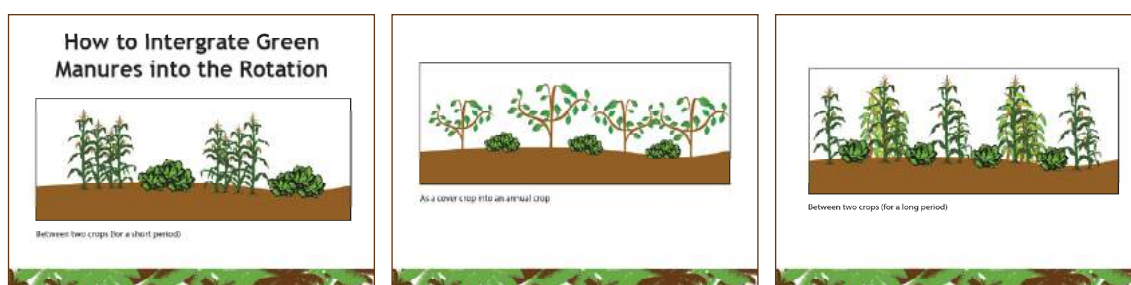 How to Intergrate Green
Manures into the Rotation
Between two crops (for a short period)
As a cover crop into an annual crop
Between two crops (for a long period)